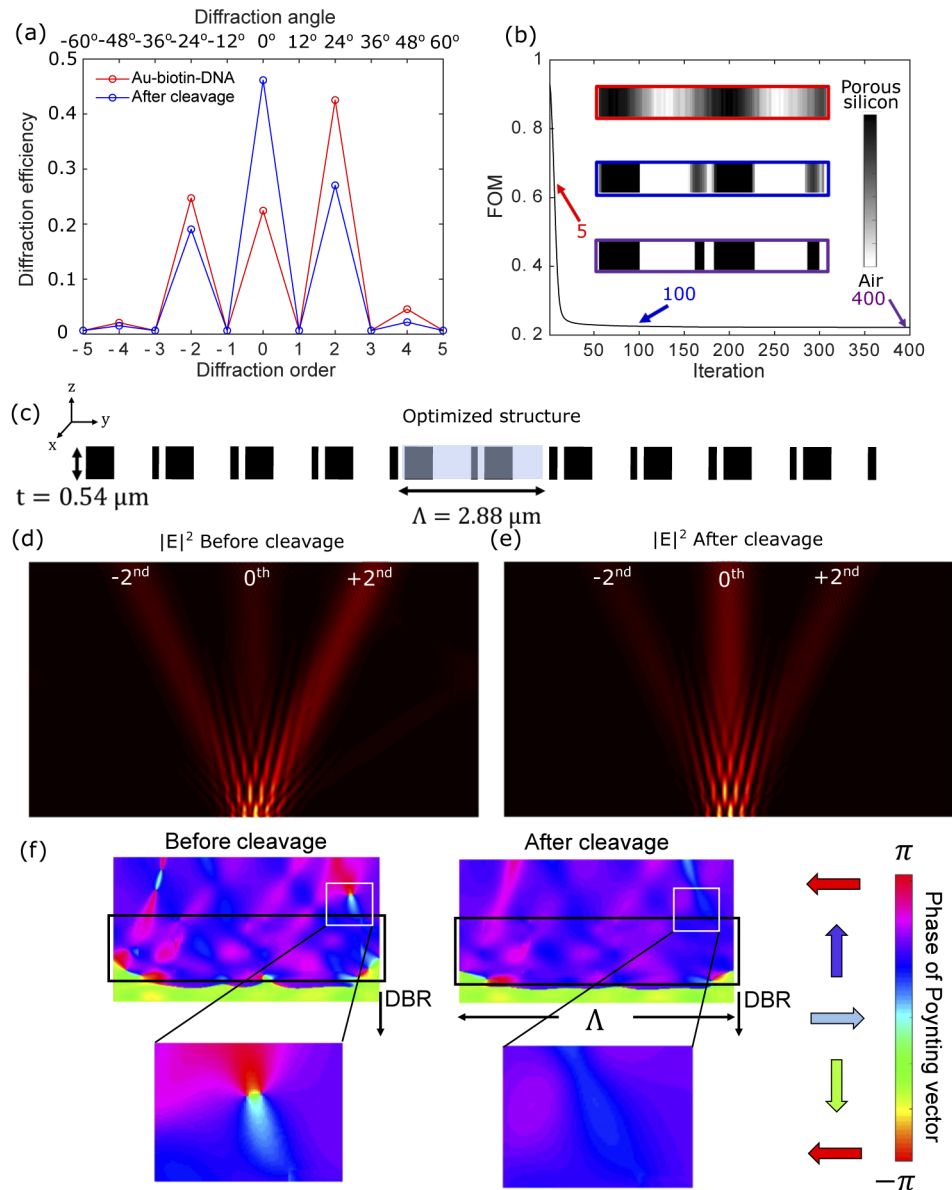 (a)
Diffraction angle
-60° -48° -36° -24° -12° 0° 12° 24° 36° 48° 60°
0.5
0.4
0.3
0.2
0.1
0
Diffraction efficiency
Au-biotin-DNA
After cleavage
-5 -4 -3 -2 -1 0 1 2 3 4 5
Diffraction order
(b)
1
0.8
0.6
0.4
0.2
FOM
Porous
silicon
Air
5
100
400
50 100 150 200 250 300 350 400
Iteration
(c)
z
y
x
Optimized structure
t = 0.54 μm
Λ = 2.88 μm
(d)
|E|² Before cleavage
-2nd 0th +2nd
(e)
|E|² After cleavage
-2nd 0th +2nd
(f)
Before cleavage
DBR
After cleavage
DBR
Λ
π
Phase of Poynting vector
−π